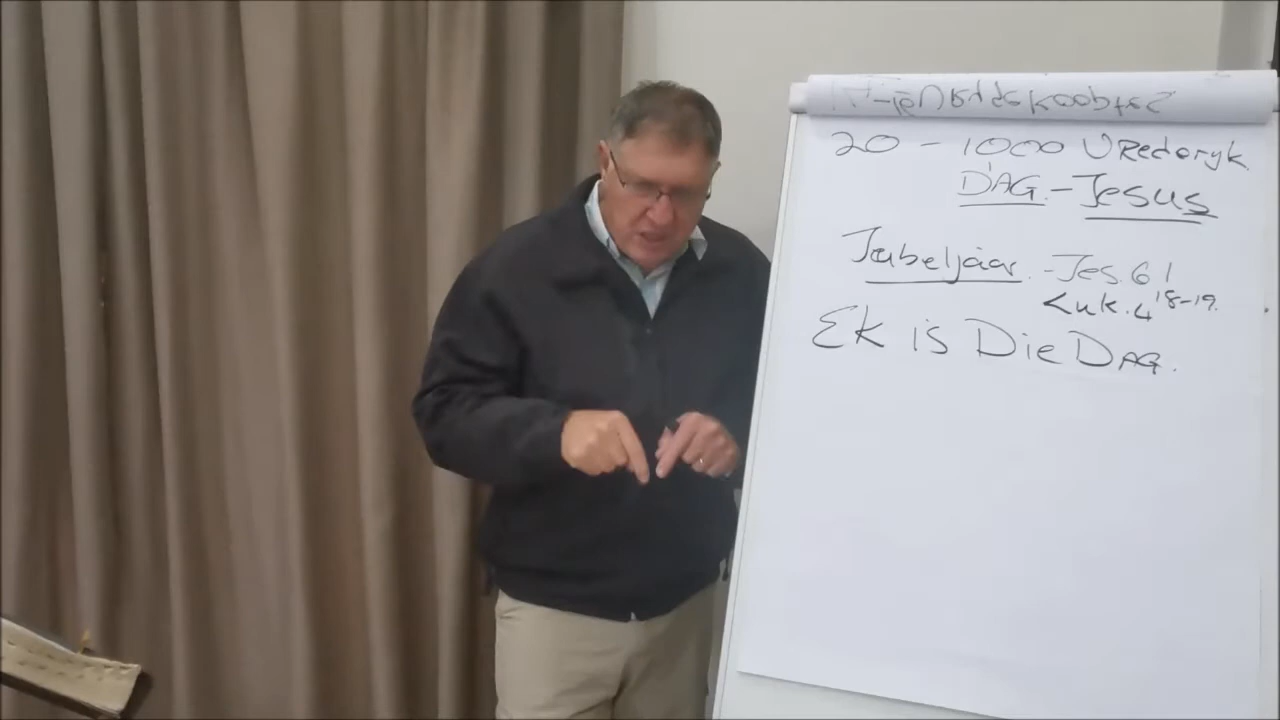 20 - 1000 Vrederyk
DAG. - Jesus
Jubeljaar. - Jes. 61
Luk. 4 18-19.
Ek is Die DAG.